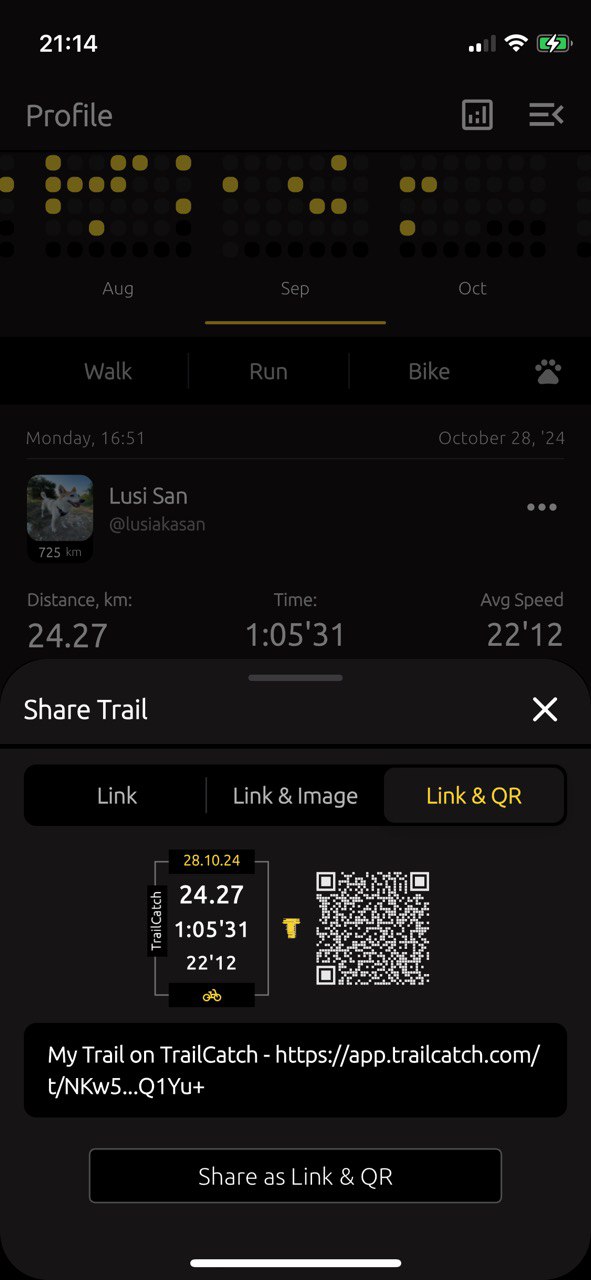 21:14
Profile
Aug Sep Oct
Walk Run Bike
Monday, 16:51 October 28, '24
Lusi San
@lusiakasan
725 km
Distance, km: Time: Avg Speed
24.27 1:05'31 22'12
Share Trail
Link Link & Image Link & QR
28.10.24
TrailCatch
24.27
1:05'31
22'12
My Trail on TrailCatch - https://app.trailcatch.com/
t/NKw5...Q1Yu+
Share as Link & QR